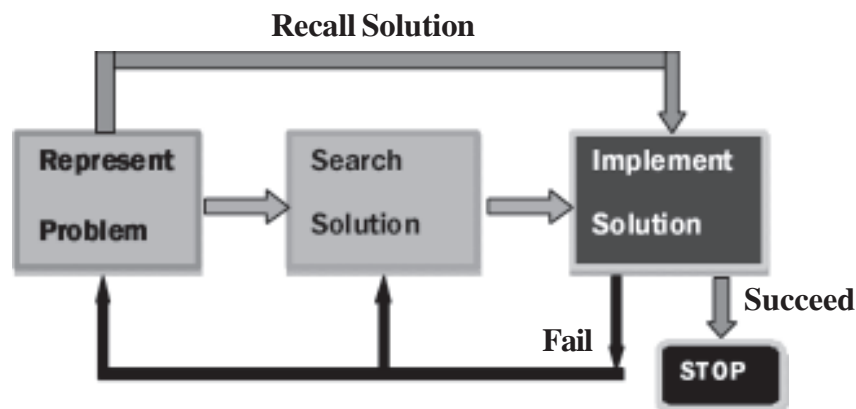 Recall Solution
Represent
Problem
Search
Solution
Implement
Solution
Succeed
Fail
STOP